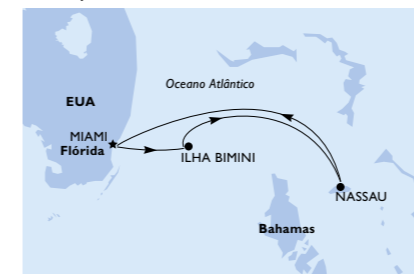 Oceano Atlântico
EUA
MIAMI
Flórida
ILHA BIMINI
NASSAU
Bahamas